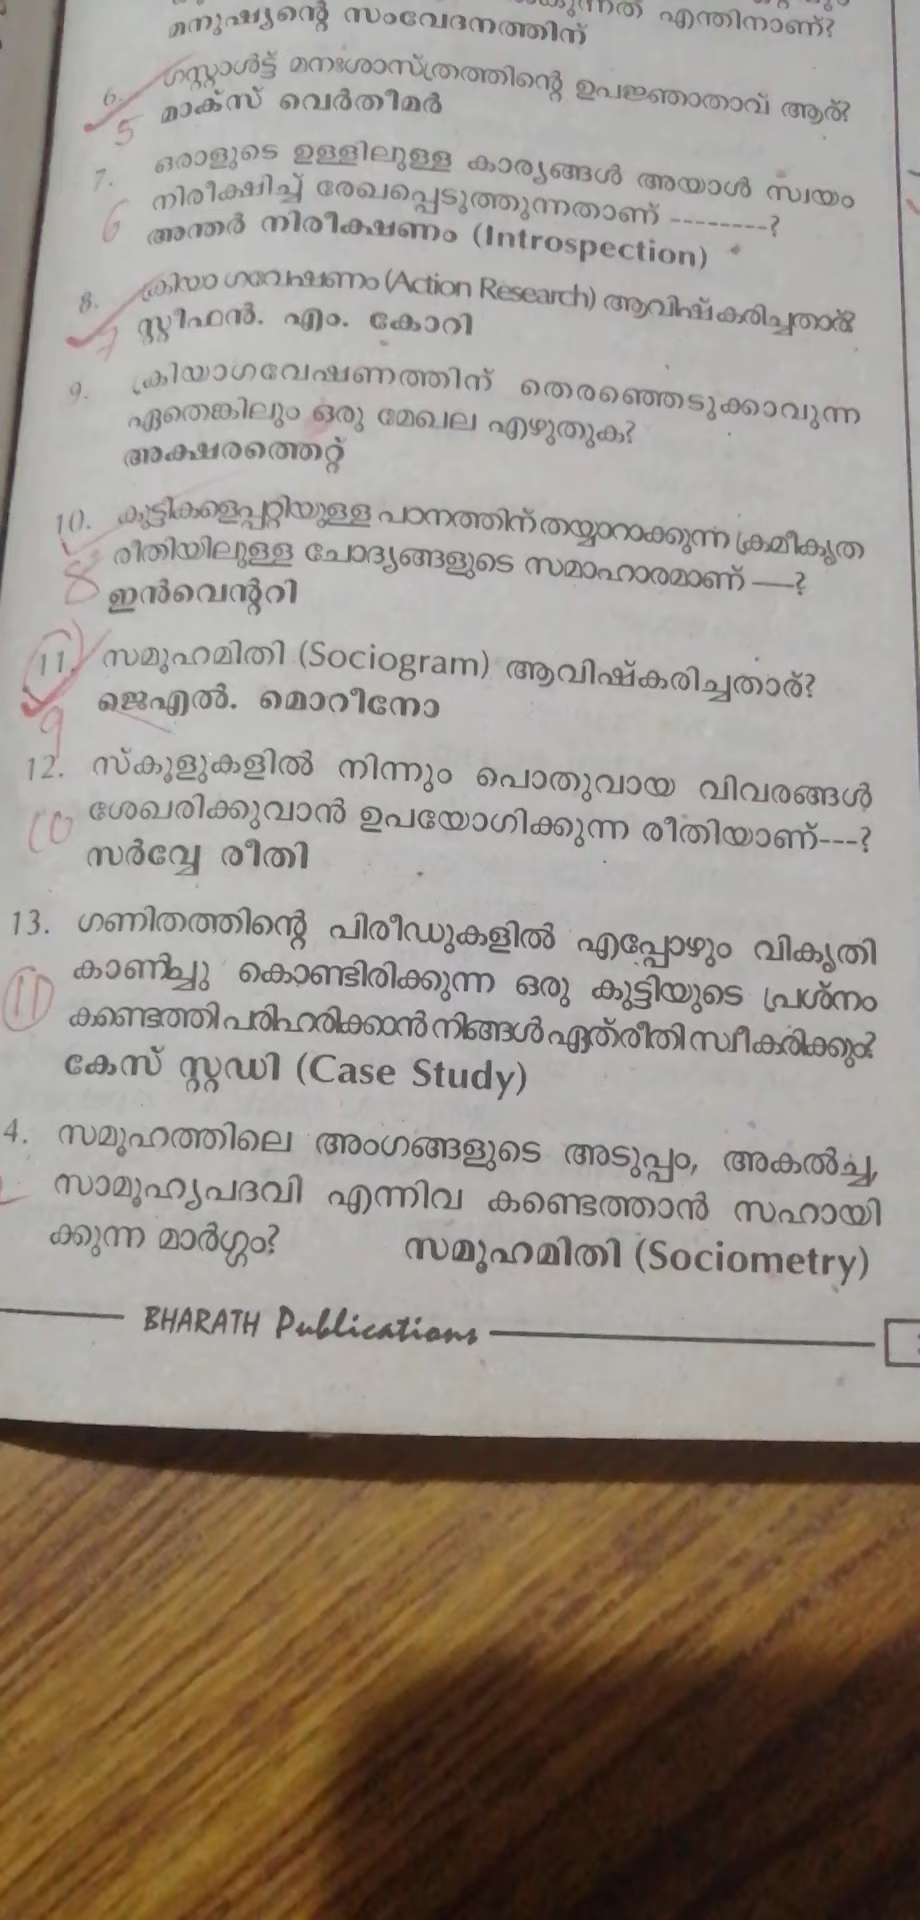 എന്തിനാണ്?
മനുഷ്യന്റെ സംവേദനത്തിന്
6. ഗസ്റ്റാൾട്ട് മനഃശാസ്ത്രത്തിന്റെ ഉപജ്ഞാതാവ് ആര്?
5 മാക്സ് വെർതീമർ
7. ഒരാളുടെ ഉള്ളിലുള്ള കാര്യങ്ങൾ അയാൾ സ്വയം
നിരീക്ഷിച്ച് രേഖപ്പെടുത്തുന്നതാണ് --------?
6 അന്തർ നിരീക്ഷണം (Introspection)
8. ക്രിയാ ഗവേഷണം (Action Research) ആവിഷ്കരിച്ചതാര്?
7 സ്റ്റീഫൻ. എം. കോറി
9. ക്രിയാഗവേഷണത്തിന് തെരഞ്ഞെടുക്കാവുന്ന
ഏതെങ്കിലും ഒരു മേഖല എഴുതുക?
അക്ഷരത്തെറ്റ്
10. കുട്ടികളെപ്പറ്റിയുള്ള പഠനത്തിന് തയ്യാറാക്കുന്ന ക്രമീകൃത
രീതിയിലുള്ള ചോദ്യങ്ങളുടെ സമാഹാരമാണ് —?
8 ഇൻവെന്ററി
11. സമൂഹമിതി (Sociogram) ആവിഷ്കരിച്ചതാര്?
ജെഎൽ. മൊറീനോ
9
12. സ്കൂളുകളിൽ നിന്നും പൊതുവായ വിവരങ്ങൾ
10 ശേഖരിക്കുവാൻ ഉപയോഗിക്കുന്ന രീതിയാണ്---?
സർവ്വേ രീതി
13. ഗണിതത്തിന്റെ പിരീഡുകളിൽ എപ്പോഴും വികൃതി
11 കാണിച്ചു കൊണ്ടിരിക്കുന്ന ഒരു കുട്ടിയുടെ പ്രശ്നം
കണ്ടെത്തി പരിഹരിക്കാൻ നിങ്ങൾ ഏത് രീതി സ്വീകരിക്കും?
കേസ് സ്റ്റഡി (Case Study)
4. സമൂഹത്തിലെ അംഗങ്ങളുടെ അടുപ്പം, അകൽച്ച,
സാമൂഹ്യപദവി എന്നിവ കണ്ടെത്താൻ സഹായി
ക്കുന്ന മാർഗ്ഗം? സമൂഹമിതി (Sociometry)
BHARATH Publications